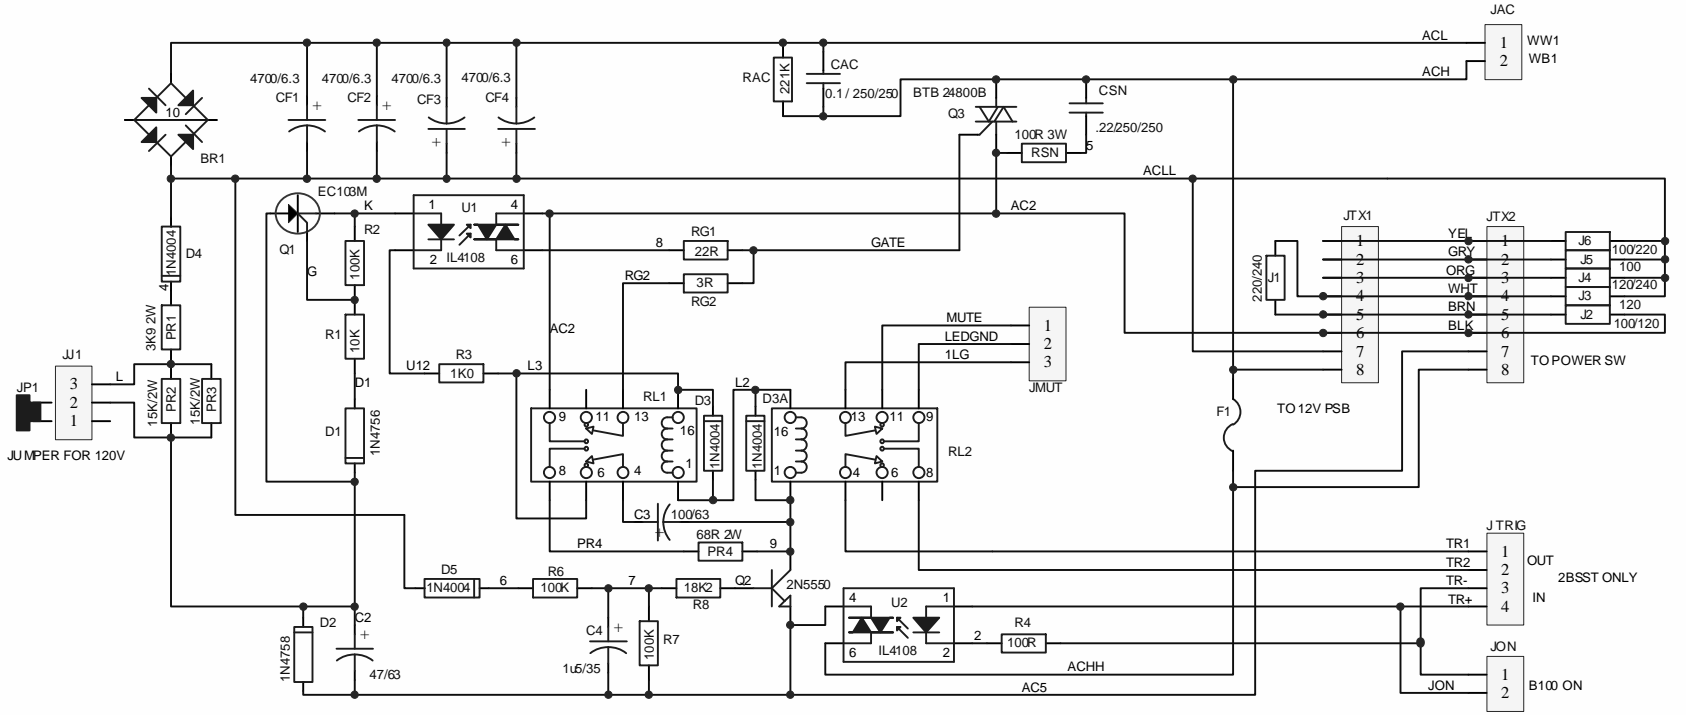 JAC
ACL
1
WW1
2
WB1
ACH
4700/6.3
CF1
+
4700/6.3
CF2
+
4700/6.3
CF3
+
4700/6.3
CF4
+
RAC
221K
CAC
0.1 / 250/250
BTB 24800B
Q3
CSN
.22/250/250
100R 3W
RSN
5
10
BR1
ACLL
EC103M
K
Q1
G
R2
100K
1
U1
4
2
IL4108
6
AC2
8
RG1
22R
GATE
RG2
3R
RG2
1N4004
D4
4
3K9 2W
PR1
R1
10K
D1
D1
1N4756
JJ1
JP1
3
2
1
L
15K/2W
PR2
15K/2W
PR3
JUMPER FOR 120V
U12
R3
1K0
L3
AC2
RL1
9
11
13
16
8
6
4
1
D3
1N4004
L2
D3A
1N4004
16
13
11
9
1
4
6
8
RL2
MUTE
LEDGND
1LG
1
2
3
JMUT
C3
+
100/63
PR4
68R 2W
PR4
9
JTX1
1
2
3
4
5
6
7
8
JTX2
1
2
3
4
5
6
7
8
YEL
GRY
ORG
WHT
BRN
BLK
220/240
J1
J6
100/220
J5
100
J4
120/240
J3
120
J2
100/120
TO POWER SW
TO 12V PSB
F1
D5
1N4004
6
R6
100K
7
18K2
R8
Q2
2N5550
C4
+
1u5/35
100K
R7
D2
1N4758
C2
+
47/63
4
U2
1
6
IL4108
2
2
R4
100R
ACHH
AC5
JTRIG
TR1
1
TR2
2
TR-
3
TR+
4
OUT
2BSST ONLY
IN
JON
1
2
JON
B100 ON